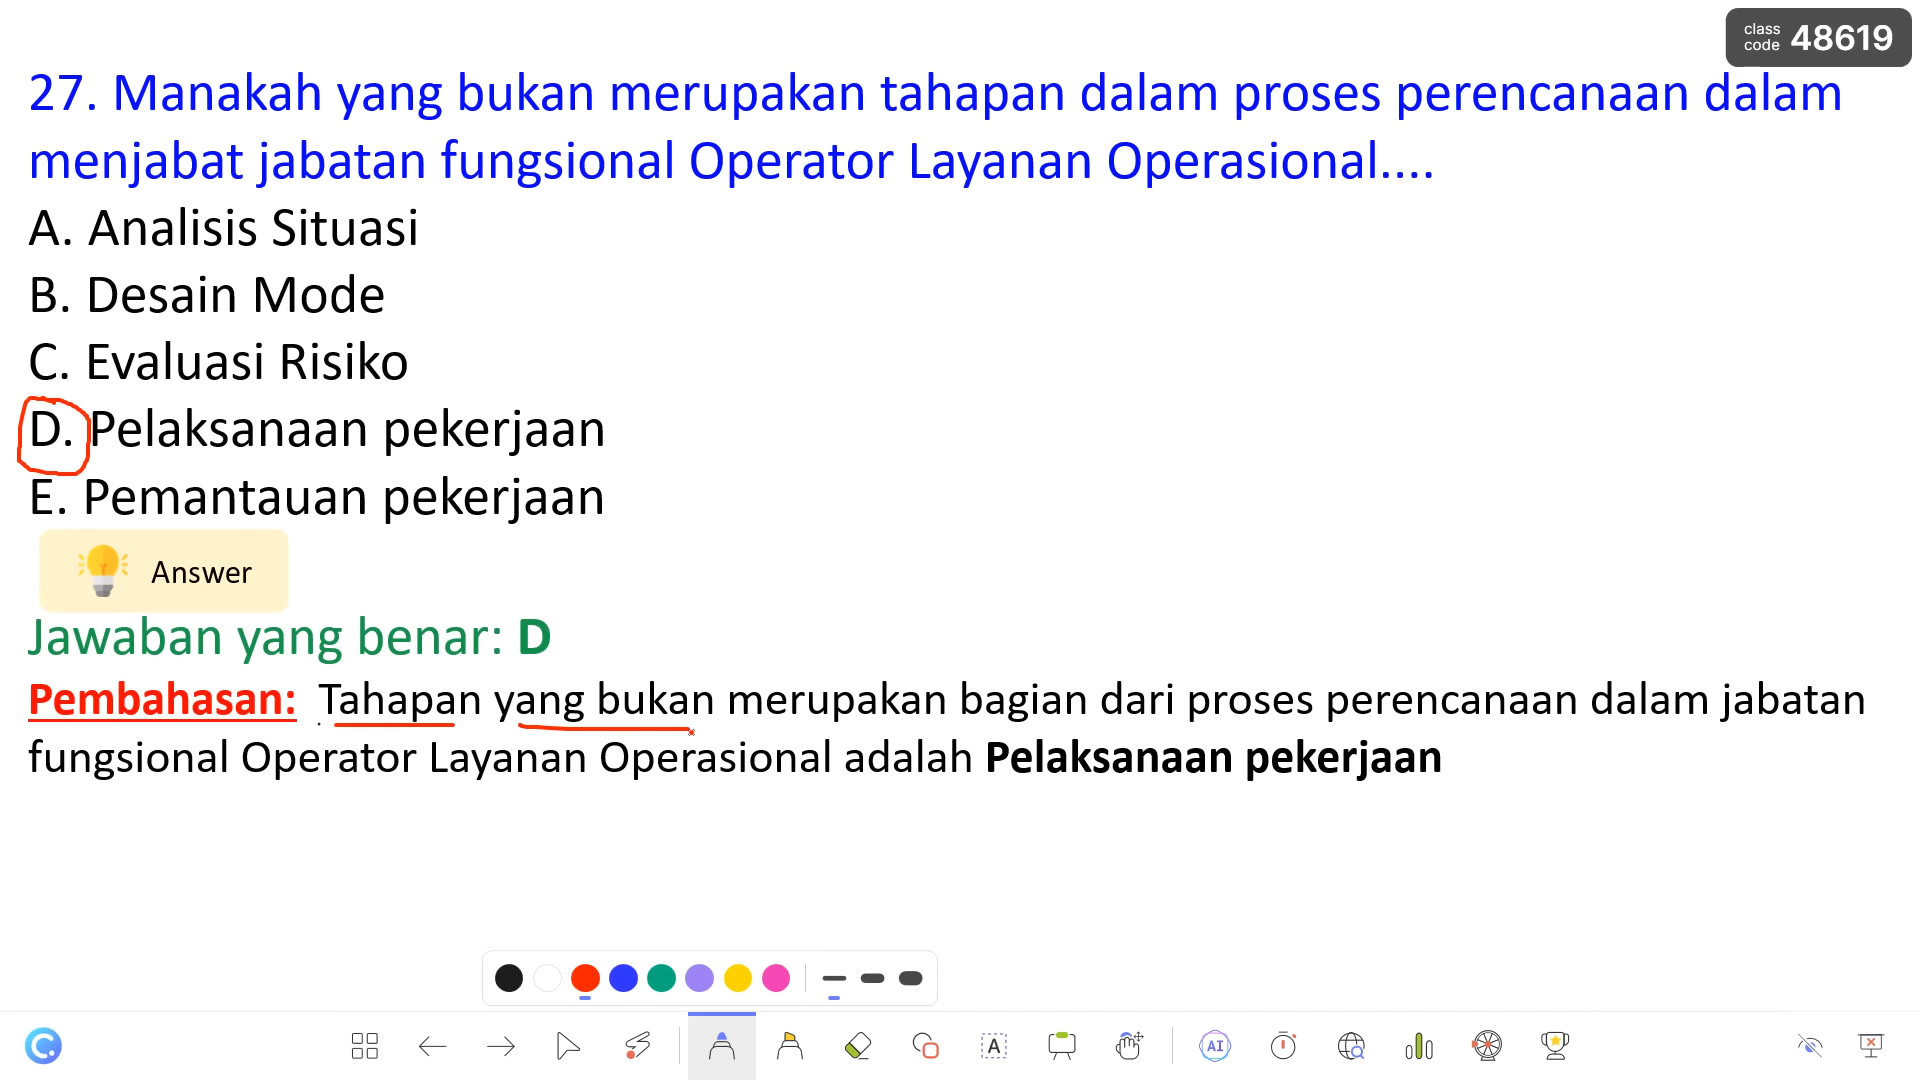 class
code 48619
27. Manakah yang bukan merupakan tahapan dalam proses perencanaan dalam
menjabat jabatan fungsional Operator Layanan Operasional....
A. Analisis Situasi
B. Desain Mode
C. Evaluasi Risiko
D. Pelaksanaan pekerjaan
E. Pemantauan pekerjaan
Answer
Jawaban yang benar: D
Pembahasan: Tahapan yang bukan merupakan bagian dari proses perencanaan dalam jabatan
fungsional Operator Layanan Operasional adalah Pelaksanaan pekerjaan
A
AI